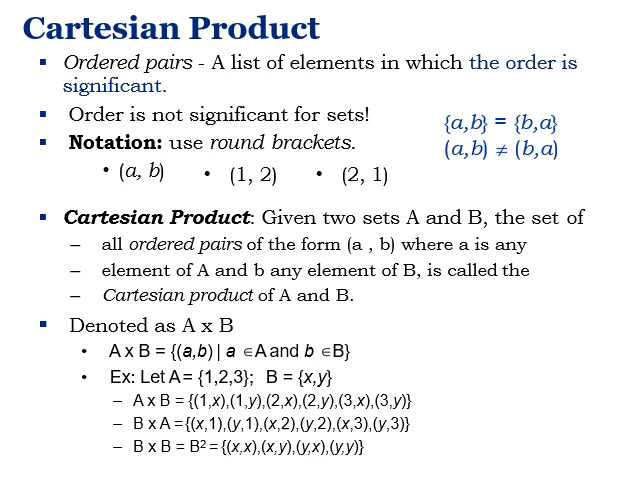 Cartesian Product
▪ Ordered pairs - A list of elements in which the order is
significant.
▪ Order is not significant for sets!
{a,b} = {b,a}
▪ Notation: use round brackets.
(a,b) ≠ (b,a)
• (a, b) • (1, 2) • (2, 1)
▪ Cartesian Product: Given two sets A and B, the set of
– all ordered pairs of the form (a , b) where a is any
– element of A and b any element of B, is called the
– Cartesian product of A and B.
▪ Denoted as A x B
• A x B = {(a,b) | a ∈ A and b ∈ B}
• Ex: Let A = {1,2,3}; B = {x,y}
– A x B = {(1,x),(1,y),(2,x),(2,y),(3,x),(3,y)}
– B x A = {(x,1),(y,1),(x,2),(y,2),(x,3),(y,3)}
– B x B = B² = {(x,x),(x,y),(y,x),(y,y)}